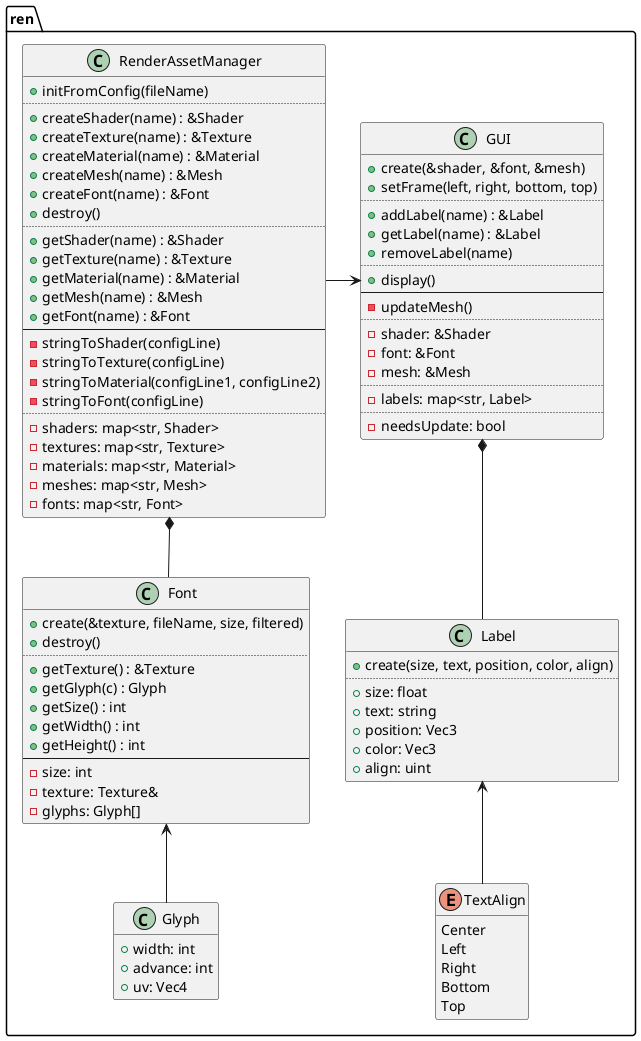 ren
C RenderAssetManager
initFromConfig(fileName)
createShader(name) : &Shader
createTexture(name) : &Texture
createMaterial(name) : &Material
createMesh(name) : &Mesh
createFont(name) : &Font
destroy()
getShader(name) : &Shader
getTexture(name) : &Texture
getMaterial(name) : &Material
getMesh(name) : &Mesh
getFont(name) : &Font
stringToShader(configLine)
stringToTexture(configLine)
stringToMaterial(configLine1, configLine2)
stringToFont(configLine)
shaders: map<str, Shader>
textures: map<str, Texture>
materials: map<str, Material>
meshes: map<str, Mesh>
fonts: map<str, Font>
C GUI
create(&shader, &font, &mesh)
setFrame(left, right, bottom, top)
addLabel(name) : &Label
getLabel(name) : &Label
removeLabel(name)
display()
updateMesh()
shader: &Shader
font: &Font
mesh: &Mesh
labels: map<str, Label>
needsUpdate: bool
C Font
create(&texture, fileName, size, filtered)
destroy()
getTexture() : &Texture
getGlyph(c) : Glyph
getSize() : int
getWidth() : int
getHeight() : int
size: int
texture: Texture&
glyphs: Glyph[]
C Label
create(size, text, position, color, align)
size: float
text: string
position: Vec3
color: Vec3
align: uint
C Glyph
width: int
advance: int
uv: Vec4
E TextAlign
Center
Left
Right
Bottom
Top